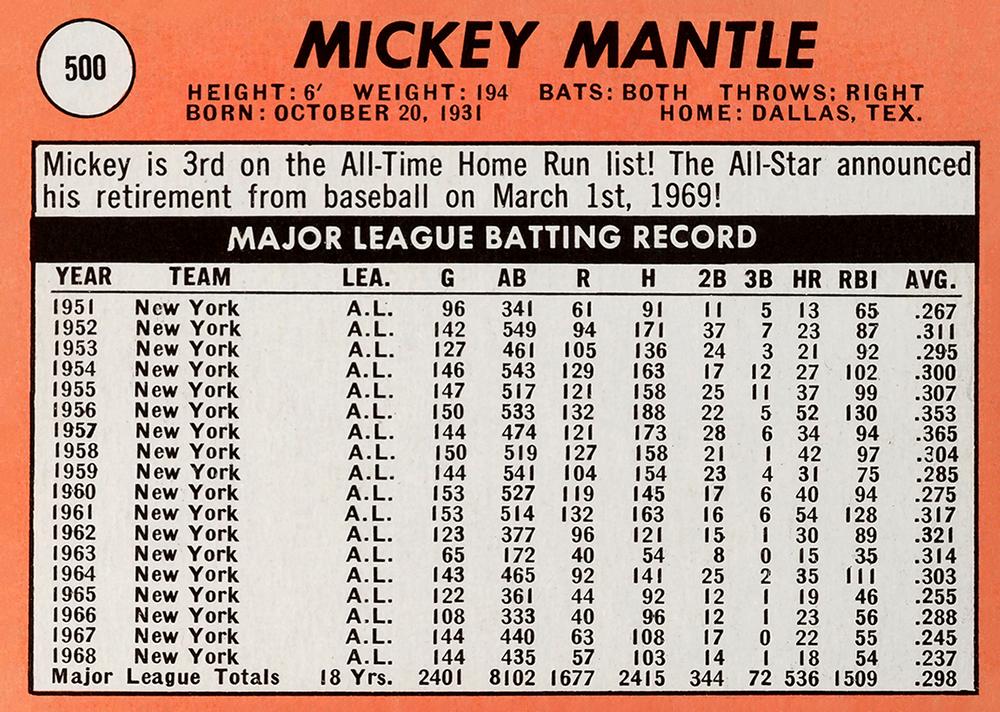 500
MICKEY MANTLE
HEIGHT: 6' WEIGHT: 194 BATS: BOTH THROWS: RIGHT
BORN: OCTOBER 20, 1931 HOME: DALLAS, TEX.
Mickey is 3rd on the All-Time Home Run list! The All-Star announced
his retirement from baseball on March 1st, 1969!
MAJOR LEAGUE BATTING RECORD
YEAR TEAM LEA. G AB R H 2B 3B HR RBI AVG.
1951 New York A.L. 96 341 61 91 11 5 13 65 .267
1952 New York A.L. 142 549 94 171 37 7 23 87 .311
1953 New York A.L. 127 461 105 136 24 3 21 92 .295
1954 New York A.L. 146 543 129 163 17 12 27 102 .300
1955 New York A.L. 147 517 121 158 25 11 37 99 .307
1956 New York A.L. 150 533 132 188 22 5 52 130 .353
1957 New York A.L. 144 474 121 173 28 6 34 94 .365
1958 New York A.L. 150 519 127 158 21 1 42 97 .304
1959 New York A.L. 144 541 104 154 23 4 31 75 .285
1960 New York A.L. 153 527 119 145 17 6 40 94 .275
1961 New York A.L. 153 514 132 163 16 6 54 128 .317
1962 New York A.L. 123 377 96 121 15 1 30 89 .321
1963 New York A.L. 65 172 40 54 8 0 15 35 .314
1964 New York A.L. 143 465 92 141 25 2 35 111 .303
1965 New York A.L. 122 361 44 92 12 1 19 46 .255
1966 New York A.L. 108 333 40 96 12 1 23 56 .288
1967 New York A.L. 144 440 63 108 17 0 22 55 .245
1968 New York A.L. 144 435 57 103 14 1 18 54 .237
Major League Totals 18 Yrs. 2401 8102 1677 2415 344 72 536 1509 .298